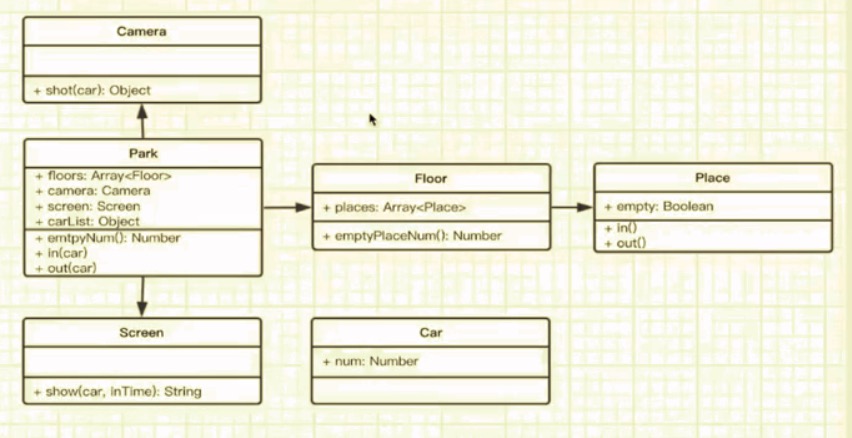 Camera
+ shot(car): Object
Park
+ floors: Array<Floor>
+ camera: Camera
+ screen: Screen
+ carList: Object
+ emtpyNum(): Number
+ in(car)
+ out(car)
Floor
+ places: Array<Place>
+ emptyPlaceNum(): Number
Place
+ empty: Boolean
+ in()
+ out()
Screen
+ show(car, inTime): String
Car
+ num: Number